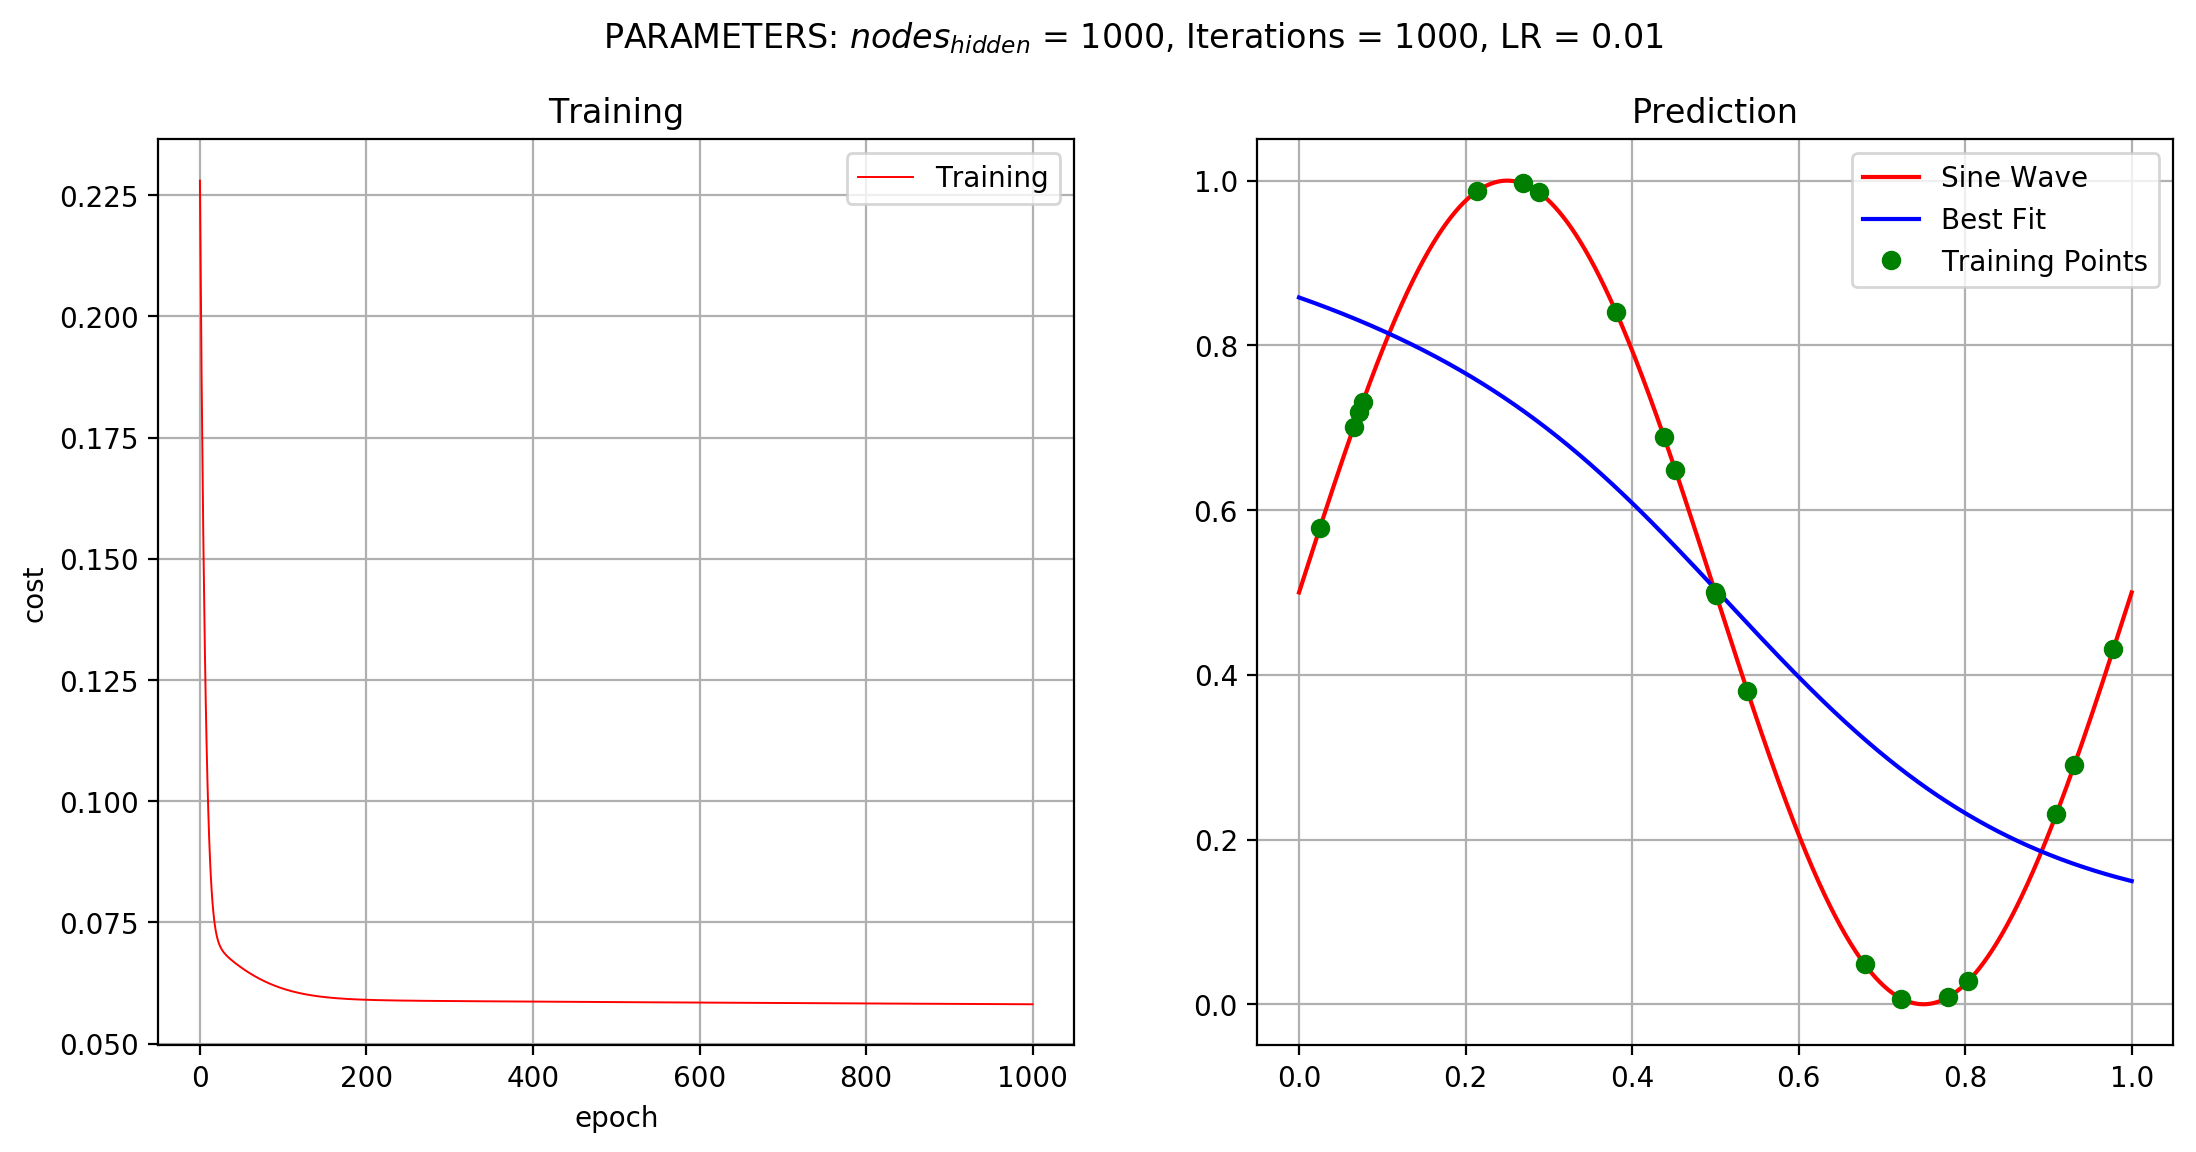 PARAMETERS: nodes_hidden = 1000, Iterations = 1000, LR = 0.01
Training
0.225
0.200
0.175
0.150
0.125
0.100
0.075
0.050
cost
0 200 400 600 800 1000
epoch
Training
Prediction
1.0
0.8
0.6
0.4
0.2
0.0
0.0 0.2 0.4 0.6 0.8 1.0
Sine Wave
Best Fit
Training Points